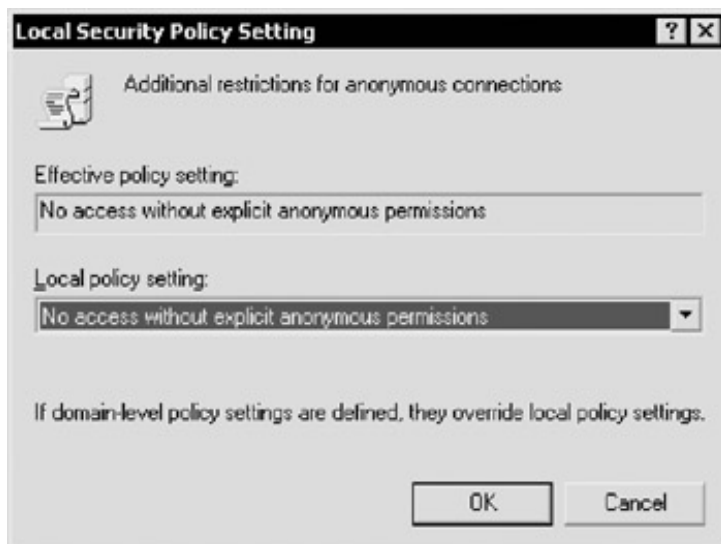 Local Security Policy Setting
Additional restrictions for anonymous connections
Effective policy setting:
No access without explicit anonymous permissions
Local policy setting:
No access without explicit anonymous permissions
If domain-level policy settings are defined, they override local policy settings.
OK Cancel